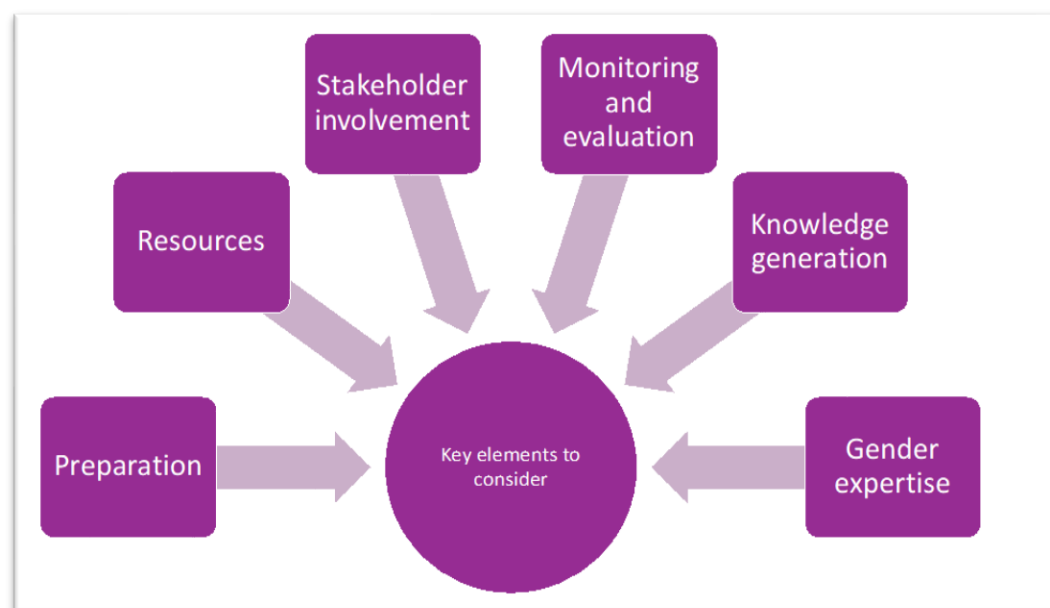 Preparation
Resources
Stakeholder
involvement
Monitoring
and
evaluation
Knowledge
generation
Gender
expertise
Key elements to
consider